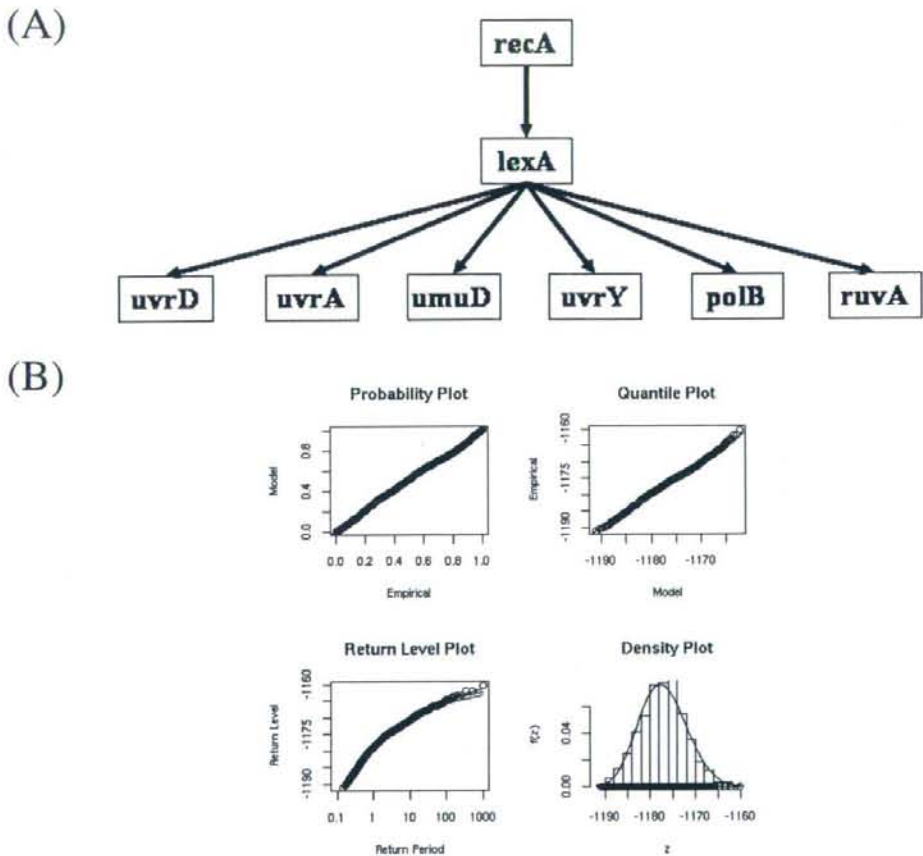 (A)
recA
lexA
uvrD uvrA umuD uvrY polB ruvA
(B)
Probability Plot
Model
0.0 0.4 0.8
0.0 0.2 0.4 0.6 0.8 1.0
Empirical
Quantile Plot
Empirical
-1190 -1175 -1160
-1190 -1180 -1170
Model
Return Level Plot
Return Level
-1190 -1175 -1160
0.1 1 10 100 1000
Return Period
Density Plot
f(z)
0.00 0.04
-1190 -1180 -1170 -1160
z